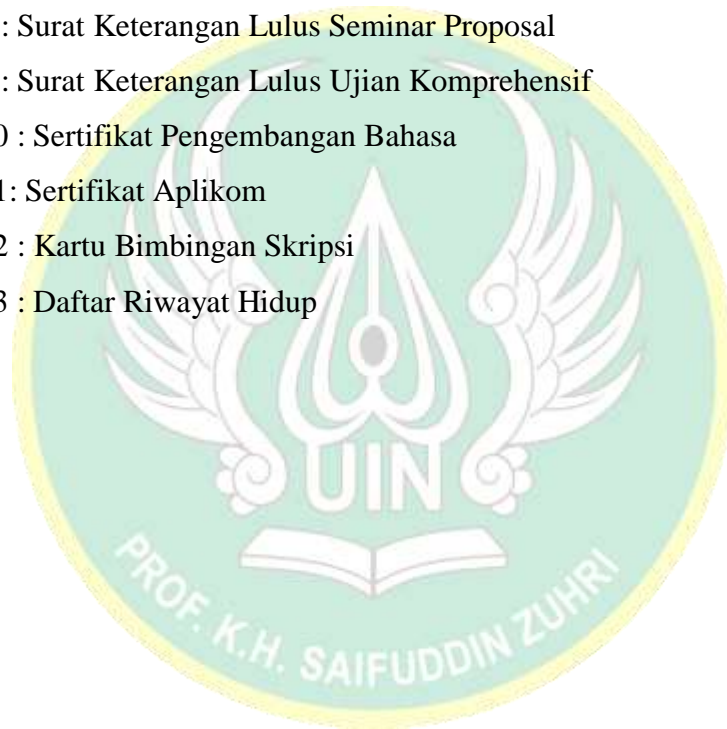 : Surat Keterangan Lulus Seminar Proposal
: Surat Keterangan Lulus Ujian Komprehensif
0 : Sertifikat Pengembangan Bahasa
1: Sertifikat Aplikom
2 : Kartu Bimbingan Skripsi
3 : Daftar Riwayat Hidup
UIN
PROF. K.H. SAIFUDDIN ZUHRI